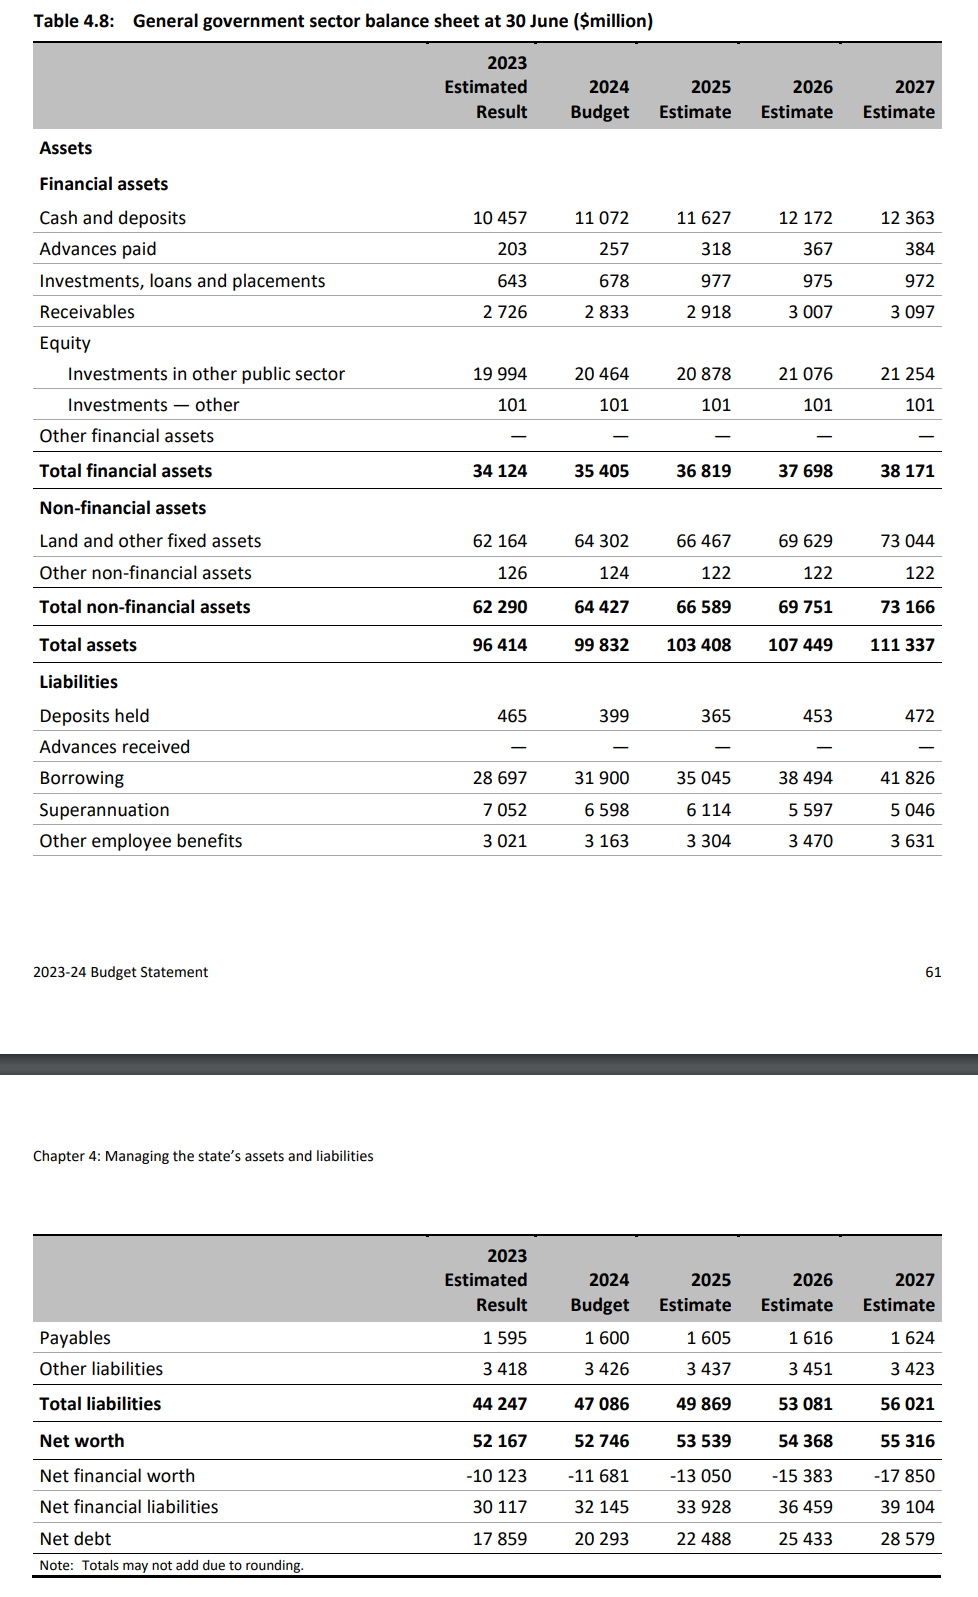 Table 4.8: General government sector balance sheet at 30 June ($million)
2023
Estimated 2024 2025 2026 2027
Result Budget Estimate Estimate Estimate
Assets
Financial assets
Cash and deposits 10 457 11 072 11 627 12 172 12 363
Advances paid 203 257 318 367 384
Investments, loans and placements 643 678 977 975 972
Receivables 2 726 2 833 2 918 3 007 3 097
Equity
Investments in other public sector 19 994 20 464 20 878 21 076 21 254
Investments — other 101 101 101 101 101
Other financial assets — — — — —
Total financial assets 34 124 35 405 36 819 37 698 38 171
Non-financial assets
Land and other fixed assets 62 164 64 302 66 467 69 629 73 044
Other non-financial assets 126 124 122 122 122
Total non-financial assets 62 290 64 427 66 589 69 751 73 166
Total assets 96 414 99 832 103 408 107 449 111 337
Liabilities
Deposits held 465 399 365 453 472
Advances received — — — — —
Borrowing 28 697 31 900 35 045 38 494 41 826
Superannuation 7 052 6 598 6 114 5 597 5 046
Other employee benefits 3 021 3 163 3 304 3 470 3 631
2023-24 Budget Statement 61
Chapter 4: Managing the state’s assets and liabilities
2023
Estimated 2024 2025 2026 2027
Result Budget Estimate Estimate Estimate
Payables 1 595 1 600 1 605 1 616 1 624
Other liabilities 3 418 3 426 3 437 3 451 3 423
Total liabilities 44 247 47 086 49 869 53 081 56 021
Net worth 52 167 52 746 53 539 54 368 55 316
Net financial worth -10 123 -11 681 -13 050 -15 383 -17 850
Net financial liabilities 30 117 32 145 33 928 36 459 39 104
Net debt 17 859 20 293 22 488 25 433 28 579
Note: Totals may not add due to rounding.